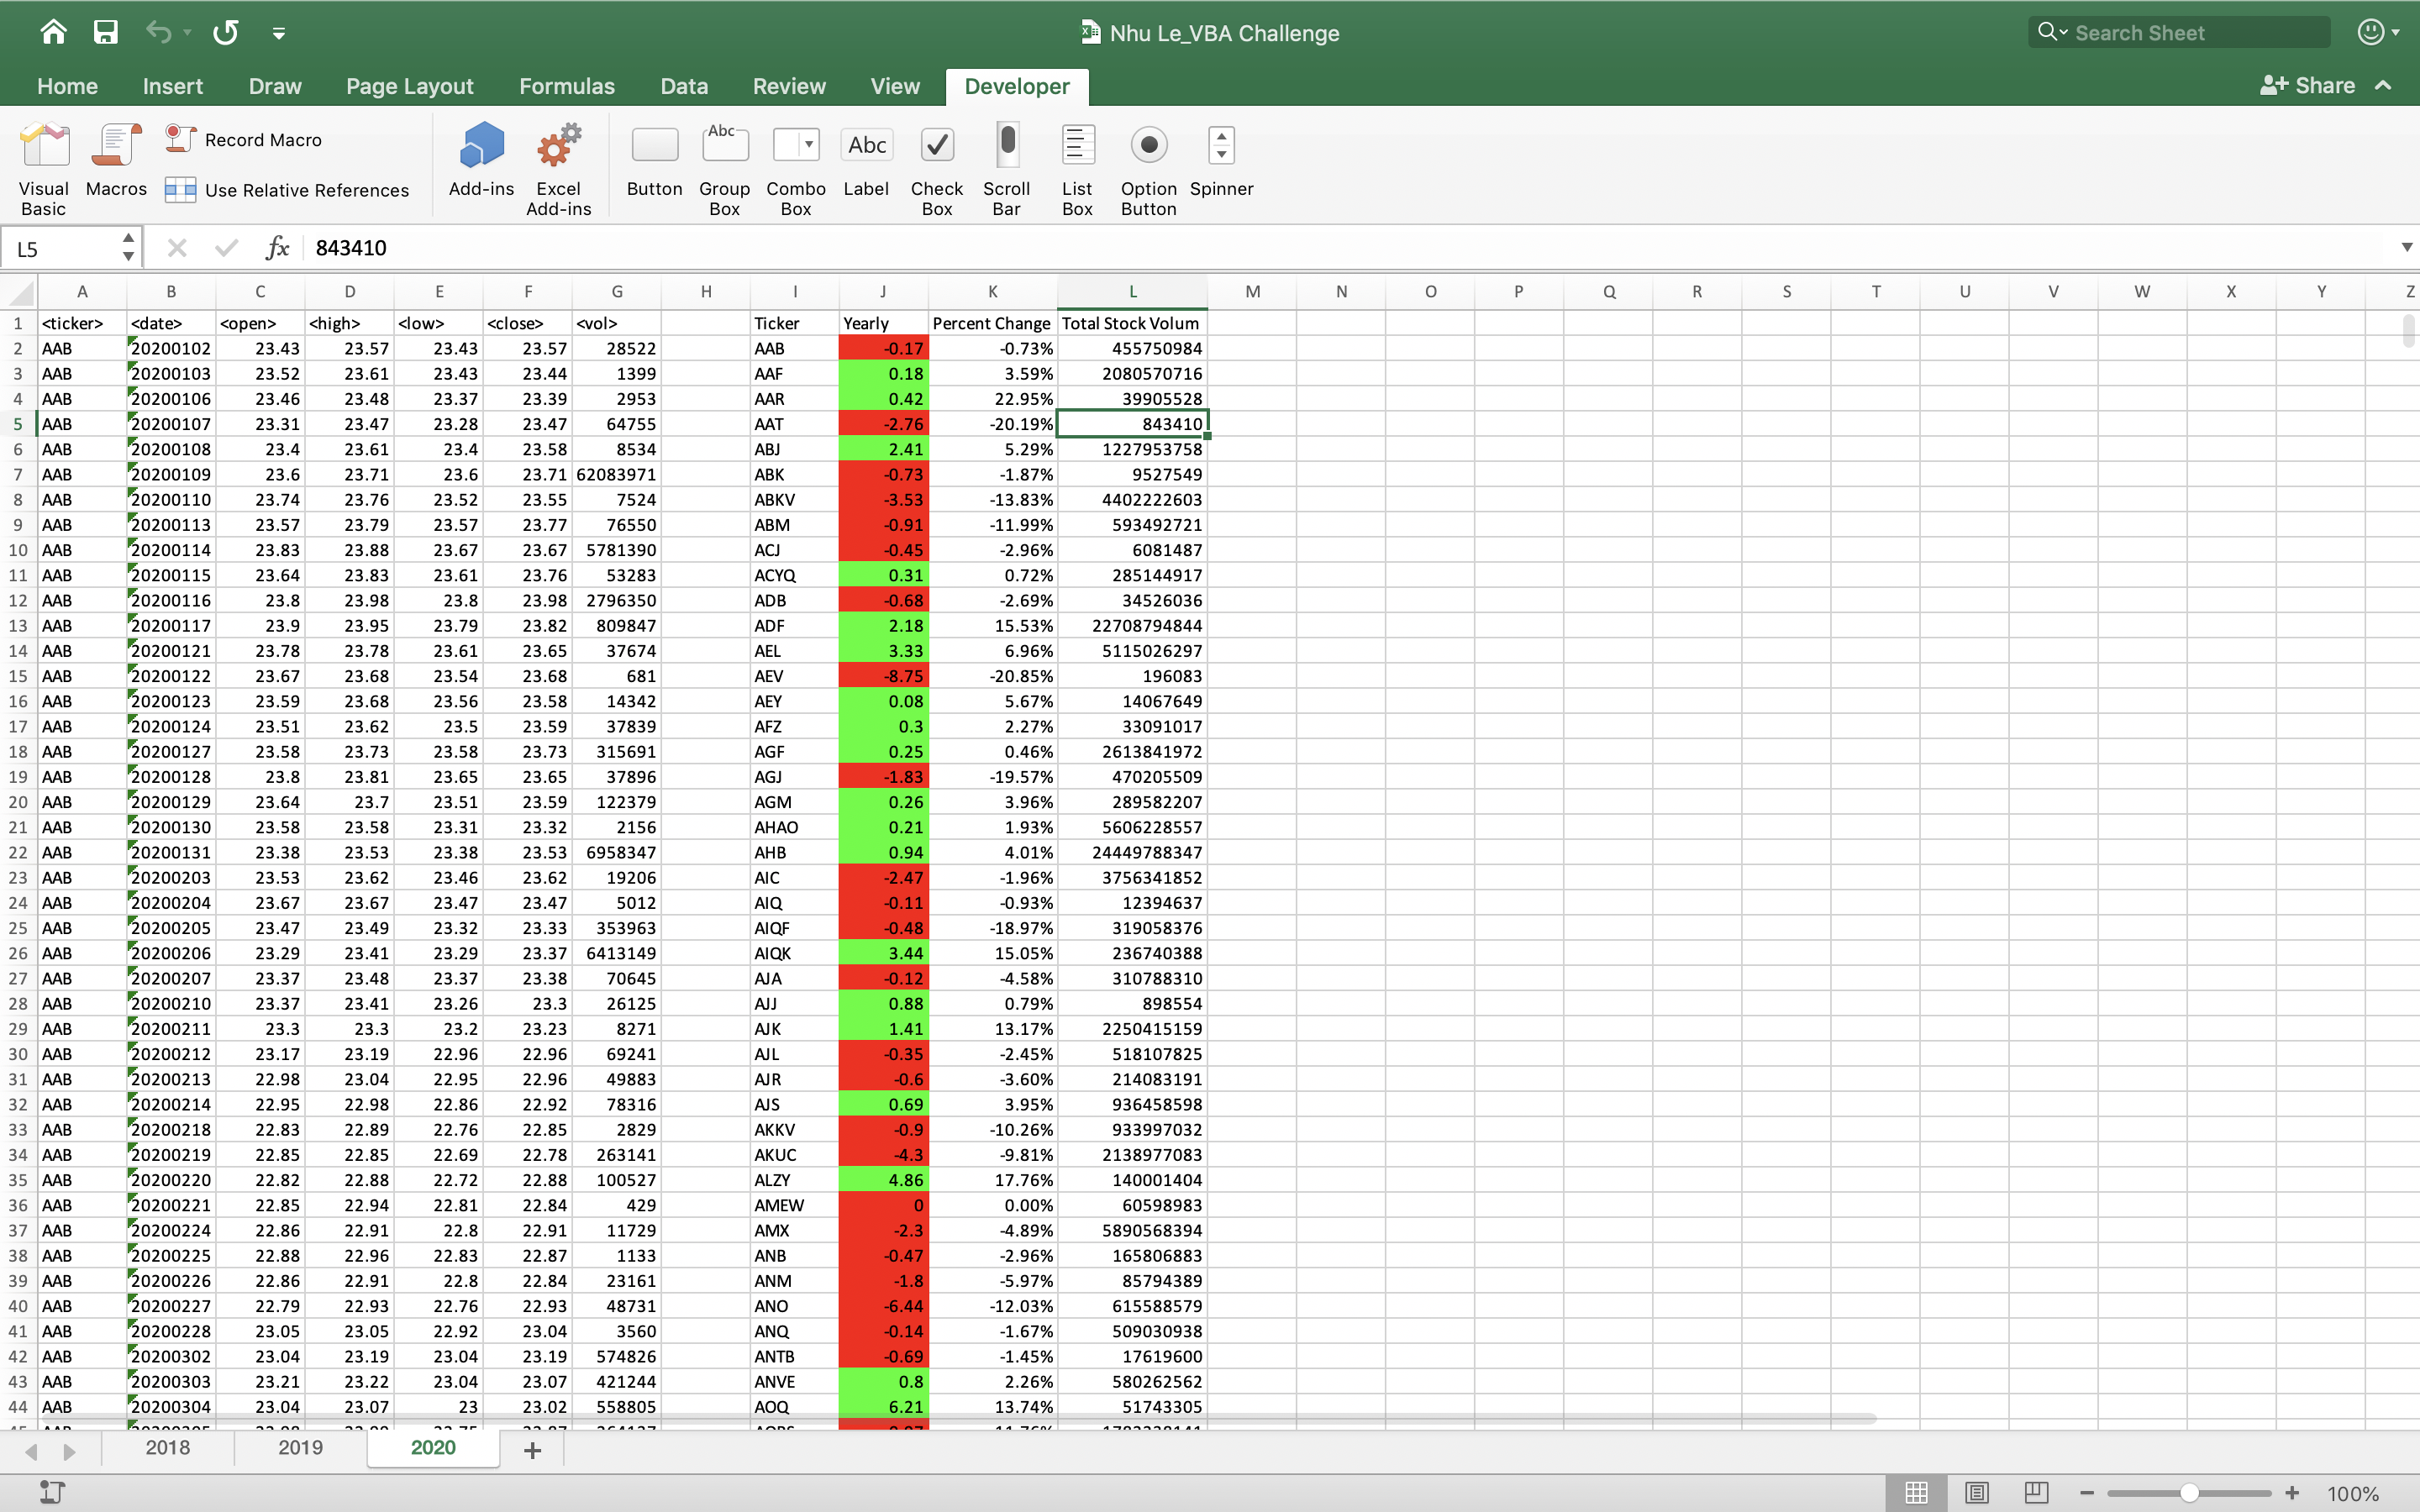 Nhu Le_VBA Challenge
Search Sheet
Home Insert Draw Page Layout Formulas Data Review View Developer Share
Visual Basic Macros Record Macro Use Relative References Add-ins Excel Add-ins Button Abc Group Box Combo Box Abc Label Check Box Scroll Bar List Box Option Button Spinner
L5 fx 843410
A B C D E F G H I J K L M N O P Q R S T U V W X Y Z
1 <ticker> <date> <open> <high> <low> <close> <vol> Ticker Yearly Percent Change Total Stock Volum
2 AAB 20200102 23.43 23.57 23.43 23.57 28522 AAB -0.17 -0.73% 455750984
3 AAB 20200103 23.52 23.61 23.43 23.44 1399 AAF 0.18 3.59% 2080570716
4 AAB 20200106 23.46 23.48 23.37 23.39 2953 AAR 0.42 22.95% 39905528
5 AAB 20200107 23.31 23.47 23.28 23.47 64755 AAT -2.76 -20.19% 843410
6 AAB 20200108 23.4 23.61 23.4 23.58 8534 ABJ 2.41 5.29% 1227953758
7 AAB 20200109 23.6 23.71 23.6 23.71 62083971 ABK -0.73 -1.87% 9527549
8 AAB 20200110 23.74 23.76 23.52 23.55 7524 ABKV -3.53 -13.83% 4402222603
9 AAB 20200113 23.57 23.79 23.57 23.77 76550 ABM -0.91 -11.99% 593492721
10 AAB 20200114 23.83 23.88 23.67 23.67 5781390 ACJ -0.45 -2.96% 6081487
11 AAB 20200115 23.64 23.83 23.61 23.76 53283 ACYQ 0.31 0.72% 285144917
12 AAB 20200116 23.8 23.98 23.8 23.98 2796350 ADB -0.68 -2.69% 34526036
13 AAB 20200117 23.9 23.95 23.79 23.82 809847 ADF 2.18 15.53% 22708794844
14 AAB 20200121 23.78 23.78 23.61 23.65 37674 AEL 3.33 6.96% 5115026297
15 AAB 20200122 23.67 23.68 23.54 23.68 681 AEV -8.75 -20.85% 196083
16 AAB 20200123 23.59 23.68 23.56 23.58 14342 AEY 0.08 5.67% 14067649
17 AAB 20200124 23.51 23.62 23.5 23.59 37839 AFZ 0.3 2.27% 33091017
18 AAB 20200127 23.58 23.73 23.58 23.73 315691 AGF 0.25 0.46% 2613841972
19 AAB 20200128 23.8 23.81 23.65 23.65 37896 AGJ -1.83 -19.57% 470205509
20 AAB 20200129 23.64 23.7 23.51 23.59 122379 AGM 0.26 3.96% 289582207
21 AAB 20200130 23.58 23.58 23.31 23.32 2156 AHAO 0.21 1.93% 5606228557
22 AAB 20200131 23.38 23.53 23.38 23.53 6958347 AHB 0.94 4.01% 24449788347
23 AAB 20200203 23.53 23.62 23.46 23.62 19206 AIC -2.47 -1.96% 3756341852
24 AAB 20200204 23.67 23.67 23.47 23.47 5012 AIQ -0.11 -0.93% 12394637
25 AAB 20200205 23.47 23.49 23.32 23.33 353963 AIQF -0.48 -18.97% 319058376
26 AAB 20200206 23.29 23.41 23.29 23.37 6413149 AIQK 3.44 15.05% 236740388
27 AAB 20200207 23.37 23.48 23.37 23.38 70645 AJA -0.12 -4.58% 310788310
28 AAB 20200210 23.37 23.41 23.26 23.3 26125 AJJ 0.88 0.79% 898554
29 AAB 20200211 23.3 23.3 23.2 23.23 8271 AJK 1.41 13.17% 2250415159
30 AAB 20200212 23.17 23.19 22.96 22.96 69241 AJL -0.35 -2.45% 518107825
31 AAB 20200213 22.98 23.04 22.95 22.96 49883 AJR -0.6 -3.60% 214083191
32 AAB 20200214 22.95 22.98 22.86 22.92 78316 AJS 0.69 3.95% 936458598
33 AAB 20200218 22.83 22.89 22.76 22.85 2829 AKKV -0.9 -10.26% 933997032
34 AAB 20200219 22.85 22.85 22.69 22.78 263141 AKUC -4.3 -9.81% 2138977083
35 AAB 20200220 22.82 22.88 22.72 22.88 100527 ALZY 4.86 17.76% 140001404
36 AAB 20200221 22.85 22.94 22.81 22.84 429 AMEW 0 0.00% 60598983
37 AAB 20200224 22.86 22.91 22.8 22.91 11729 AMX -2.3 -4.89% 5890568394
38 AAB 20200225 22.88 22.96 22.83 22.87 1133 ANB -0.47 -2.96% 165806883
39 AAB 20200226 22.86 22.91 22.8 22.84 23161 ANM -1.8 -5.97% 85794389
40 AAB 20200227 22.79 22.93 22.76 22.93 48731 ANO -6.44 -12.03% 615588579
41 AAB 20200228 23.05 23.05 22.92 23.04 3560 ANQ -0.14 -1.67% 509030938
42 AAB 20200302 23.04 23.19 23.04 23.19 574826 ANTB -0.69 -1.45% 17619600
43 AAB 20200303 23.21 23.22 23.04 23.07 421244 ANVE 0.8 2.26% 580262562
44 AAB 20200304 23.04 23.07 23 23.02 558805 AOQ 6.21 13.74% 51743305
2018 2019 2020
100%